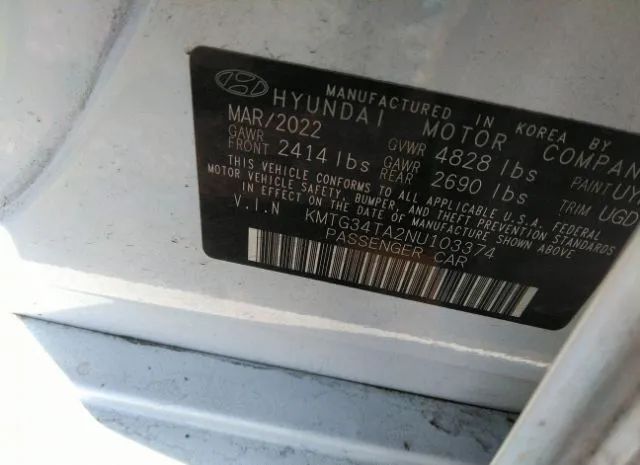 MANUFACTURED IN KOREA BY
HYUNDAI MOTOR COMPAN
MAR/2022 GVWR 4828 lbs
GAWR FRONT 2414 lbs GAWR REAR 2690 lbs PAINT
THIS VEHICLE CONFORMS TO ALL APPLICABLE U.S.A. FEDERAL
MOTOR VEHICLE SAFETY, BUMPER, AND THEFT PREVENTION STANDARDS
IN EFFECT ON THE DATE OF MANUFACTURE SHOWN ABOVE
TRIM UGD
V.I.N KMTG34TA2NU103374
PASSENGER CAR